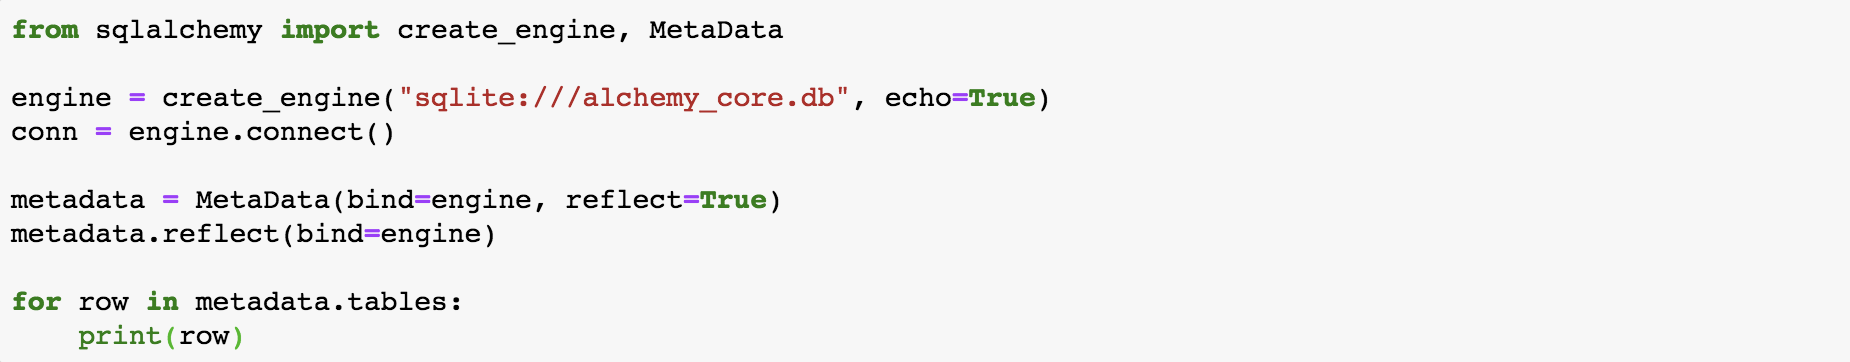 from sqlalchemy import create_engine, MetaData
engine = create_engine("sqlite:///alchemy_core.db", echo=True)
conn = engine.connect()
metadata = MetaData(bind=engine, reflect=True)
metadata.reflect(bind=engine)
for row in metadata.tables:
    print(row)